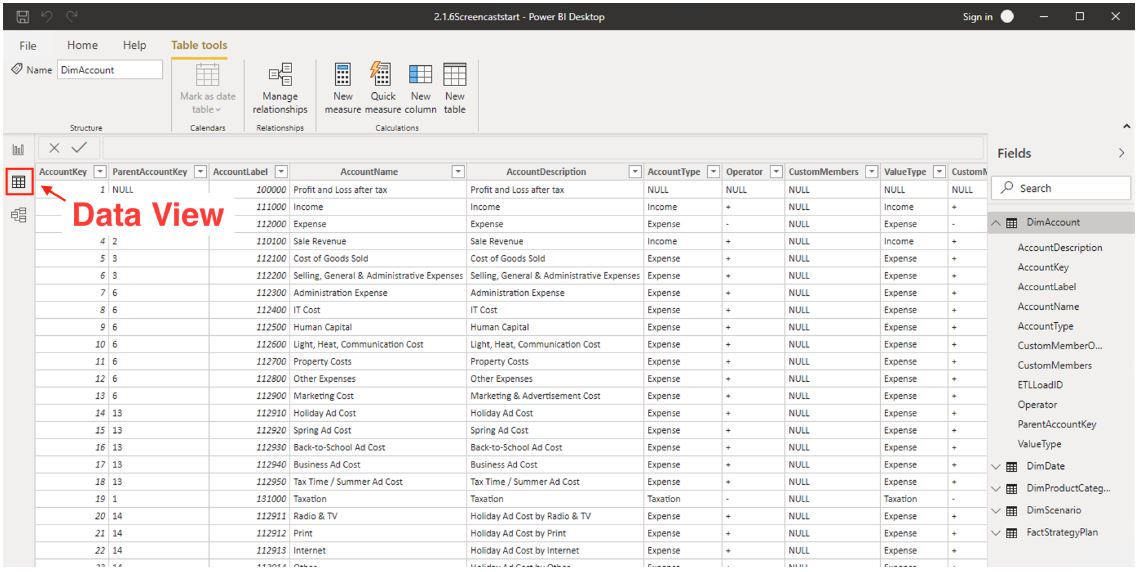 2.1.6Screencaststart - Power BI Desktop Sign in
File Home Help Table tools
Name DimAccount
Mark as date table
Manage relationships
New measure
Quick measure
New column
New table
Structure Calendars Relationships Calculations
Fields
Search
AccountKey ParentAccountKey AccountLabel AccountName AccountDescription AccountType Operator CustomMembers ValueType
1 NULL 100000 Profit and Loss after tax Profit and Loss after tax NULL NULL NULL NULL NULL
111000 Income Income Income + NULL Income +
Data View
112000 Expense Expense Expense - NULL Expense -
4 2 110100 Sale Revenue Sale Revenue Income + NULL Income +
5 3 112100 Cost of Goods Sold Cost of Goods Sold Expense + NULL Expense +
6 3 112200 Selling, General & Administrative Expenses Selling, General & Administrative Expenses Expense + NULL Expense +
7 6 112300 Administration Expense Administration Expense Expense + NULL Expense +
8 6 112400 IT Cost IT Cost Expense + NULL Expense +
9 6 112500 Human Capital Human Capital Expense + NULL Expense +
10 6 112600 Light, Heat, Communication Cost Light, Heat, Communication Cost Expense + NULL Expense +
11 6 112700 Property Costs Property Costs Expense + NULL Expense +
12 6 112800 Other Expenses Other Expenses Expense + NULL Expense +
13 6 112900 Marketing Cost Marketing & Advertisement Cost Expense + NULL Expense +
14 13 112910 Holiday Ad Cost Holiday Ad Cost Expense + NULL Expense +
15 13 112920 Spring Ad Cost Spring Ad Cost Expense + NULL Expense +
16 13 112930 Back-to-School Ad Cost Back-to-School Ad Cost Expense + NULL Expense +
17 13 112940 Business Ad Cost Business Ad Cost Expense + NULL Expense +
18 13 112950 Tax Time / Summer Ad Cost Tax Time / Summer Ad Cost Expense + NULL Expense +
19 1 131000 Taxation Taxation Taxation - NULL Taxation -
20 14 112911 Radio & TV Holiday Ad Cost by Radio & TV Expense + NULL Expense +
21 14 112912 Print Holiday Ad Cost by Print Expense + NULL Expense +
22 14 112913 Internet Holiday Ad Cost by Internet Expense + NULL Expense +
DimAccount
AccountDescription
AccountKey
AccountLabel
AccountName
AccountType
CustomMemberO...
CustomMembers
ETLLoadID
Operator
ParentAccountKey
ValueType
DimDate
DimProductCateg...
DimScenario
FactStrategyPlan